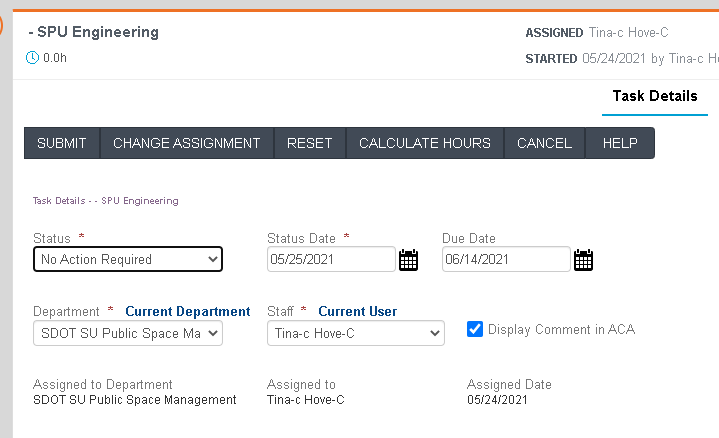 - SPU Engineering
ASSIGNED Tina-c Hove-C
0.0h
STARTED 05/24/2021 by Tina-c
Task Details
SUBMIT CHANGE ASSIGNMENT RESET CALCULATE HOURS CANCEL HELP
Task Details - - SPU Engineering
Status * Status Date * Due Date
No Action Required 05/25/2021 06/14/2021
Department * Current Department Staff * Current User
SDOT SU Public Space Ma Tina-c Hove-C Display Comment in ACA
Assigned to Department Assigned to Assigned Date
SDOT SU Public Space Management Tina-c Hove-C 05/24/2021